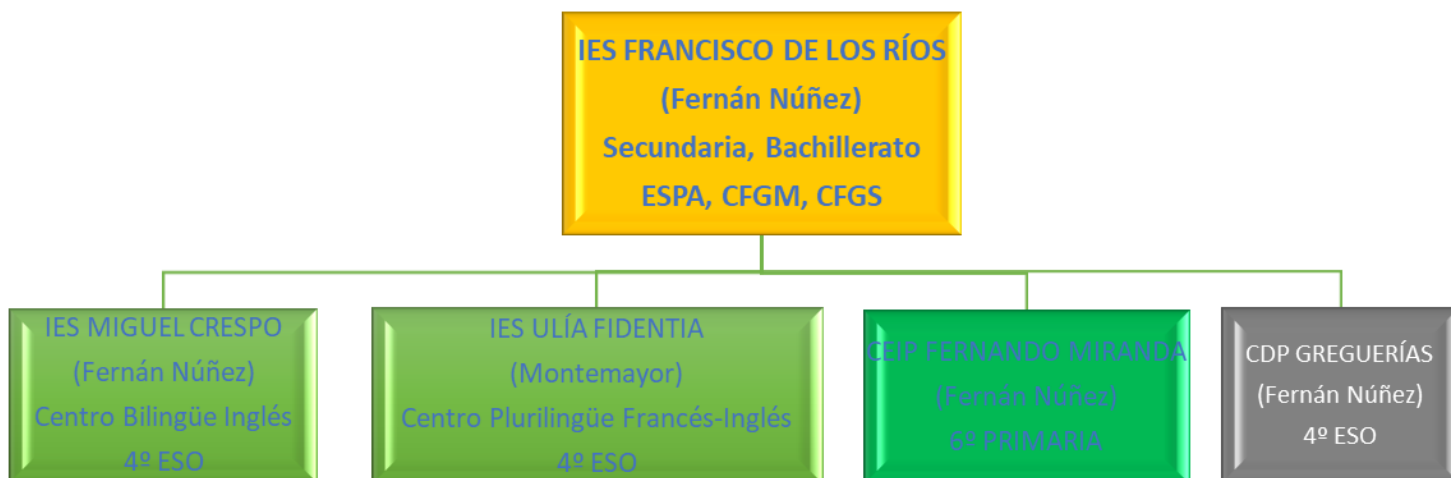 IES FRANCISCO DE LOS RÍOS
(Fernán Núñez)
Secundaria, Bachillerato
ESPA, CFGM, CFGS
IES MIGUEL CRESPO
(Fernán Núñez)
Centro Bilingüe Inglés
4º ESO
IES ULÍA FIDENTIA
(Montemayor)
Centro Plurilingüe Francés-Inglés
4º ESO
CEIP FERNANDO MIRANDA
(Fernán Núñez)
6º PRIMARIA
CDP GREGUERÍAS
(Fernán Núñez)
4º ESO